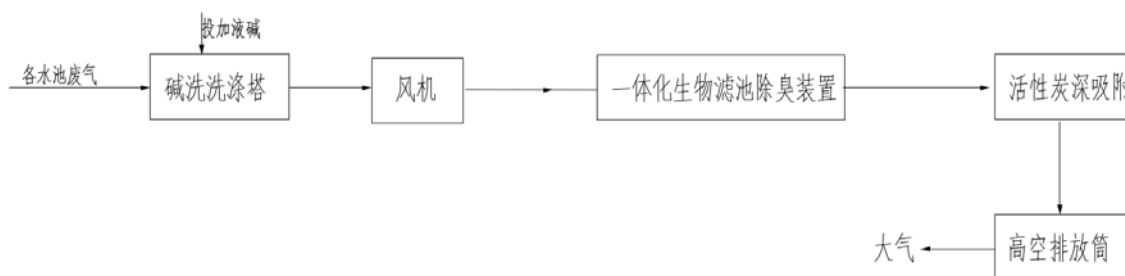 投加液碱
各水池废气
碱洗洗涤塔
风机
一体化生物滤池除臭装置
活性炭深吸附
高空排放筒
大气